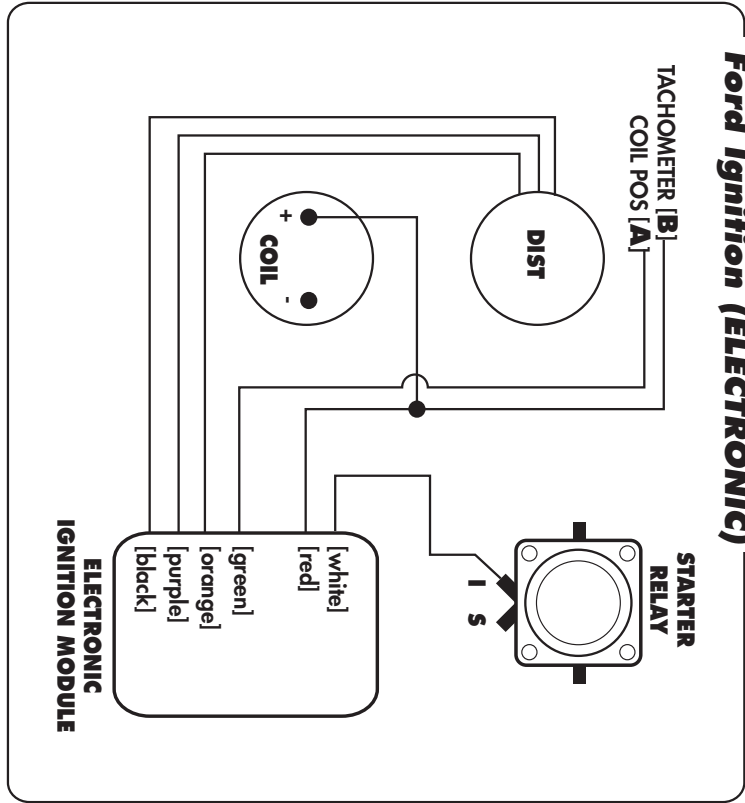 Ford Ignition (ELECTRONIC)
TACHOMETER [B]
COIL POS [A]
STARTER
RELAY
DIST
I
S
+
COIL
-
[white]
[red]
[green]
[orange]
[purple]
[black]
ELECTRONIC
IGNITION MODULE